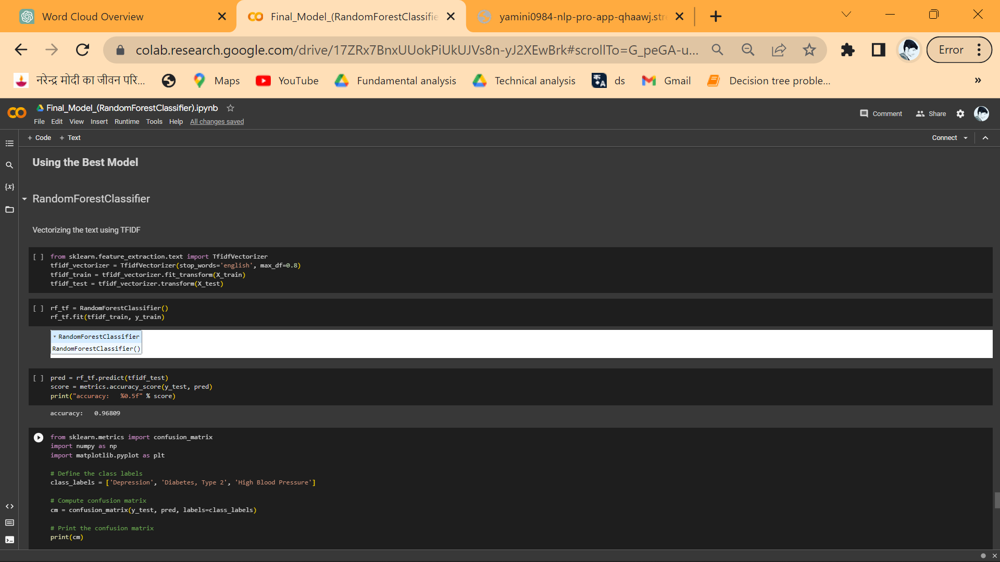 Word Cloud Overview
Final_Model_(RandomForestClassifie
yamini0984-nlp-pro-app-qhaawj.str
colab.research.google.com/drive/17ZRx7BnxUUokPiUkUJVs8n-yJ2XEwBrk#scrollTo=G_peGA-u...
Error
नरेन्द्र मोदी का जीवन परि...
Maps
YouTube
Fundamental analysis
Technical analysis
ds
Gmail
Decision tree proble...
»
Final_Model_(RandomForestClassifier).ipynb
Comment
Share
File Edit View Insert Runtime Tools Help All changes saved
+ Code + Text
Connect
Using the Best Model
{x}
RandomForestClassifier
Vectorizing the text using TFIDF
[ ] from sklearn.feature_extraction.text import TfidfVectorizer
tfidf_vectorizer = TfidfVectorizer(stop_words='english', max_df=0.8)
tfidf_train = tfidf_vectorizer.fit_transform(X_train)
tfidf_test = tfidf_vectorizer.transform(X_test)
[ ] rf_tf = RandomForestClassifier()
rf_tf.fit(tfidf_train, y_train)
RandomForestClassifier
RandomForestClassifier()
[ ] pred = rf_tf.predict(tfidf_test)
score = metrics.accuracy_score(y_test, pred)
print("accuracy:   %0.5f" % score)
accuracy:   0.96809
from sklearn.metrics import confusion_matrix
import numpy as np
import matplotlib.pyplot as plt
# Define the class labels
class_labels = ['Depression', 'Diabetes, Type 2', 'High Blood Pressure']
# Compute confusion matrix
cm = confusion_matrix(y_test, pred, labels=class_labels)
# Print the confusion matrix
print(cm)